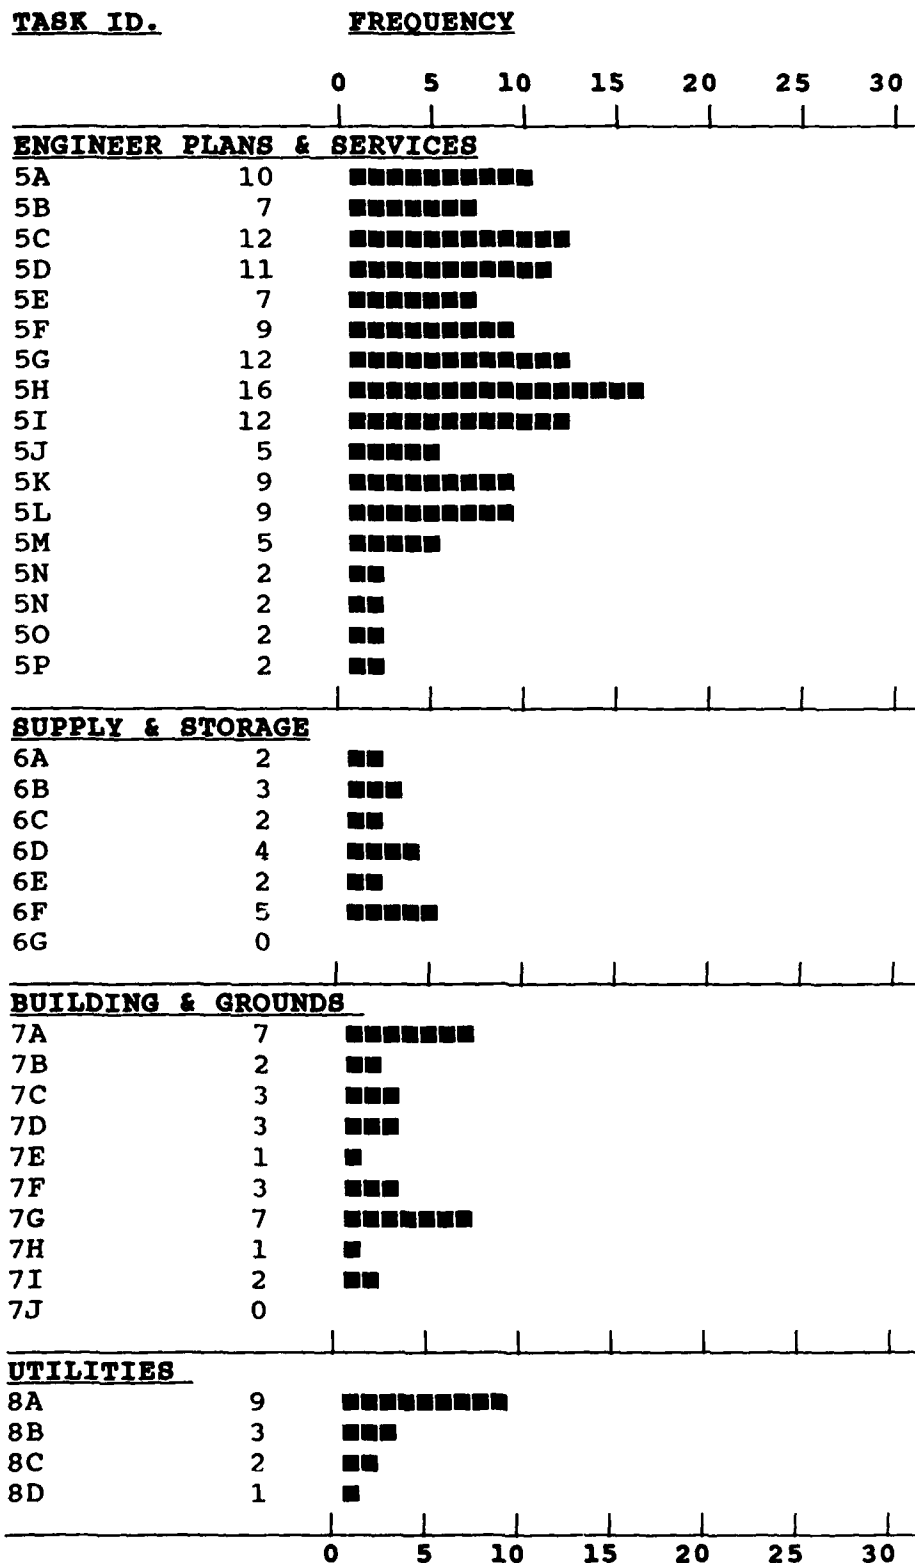 TASK ID. FREQUENCY
0 5 10 15 20 25 30
ENGINEER PLANS & SERVICES
5A 10
5B 7
5C 12
5D 11
5E 7
5F 9
5G 12
5H 16
5I 12
5J 5
5K 9
5L 9
5M 5
5N 2
5N 2
5O 2
5P 2
SUPPLY & STORAGE
6A 2
6B 3
6C 2
6D 4
6E 2
6F 5
6G 0
BUILDING & GROUNDS
7A 7
7B 2
7C 3
7D 3
7E 1
7F 3
7G 7
7H 1
7I 2
7J 0
UTILITIES
8A 9
8B 3
8C 2
8D 1
0 5 10 15 20 25 30